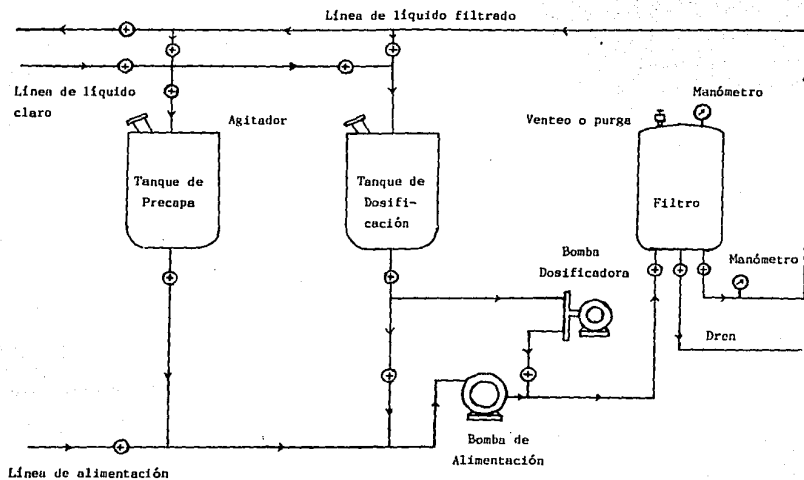 Línea de líquido filtrado
Línea de líquido
claro
Agitador
Manómetro
Venteo o purga
Tanque de
Precapa
Tanque de
Dosifi-
cación
Filtro
Bomba
Dosificadora
Manómetro
Dren
Bomba de
Alimentación
Línea de alimentación